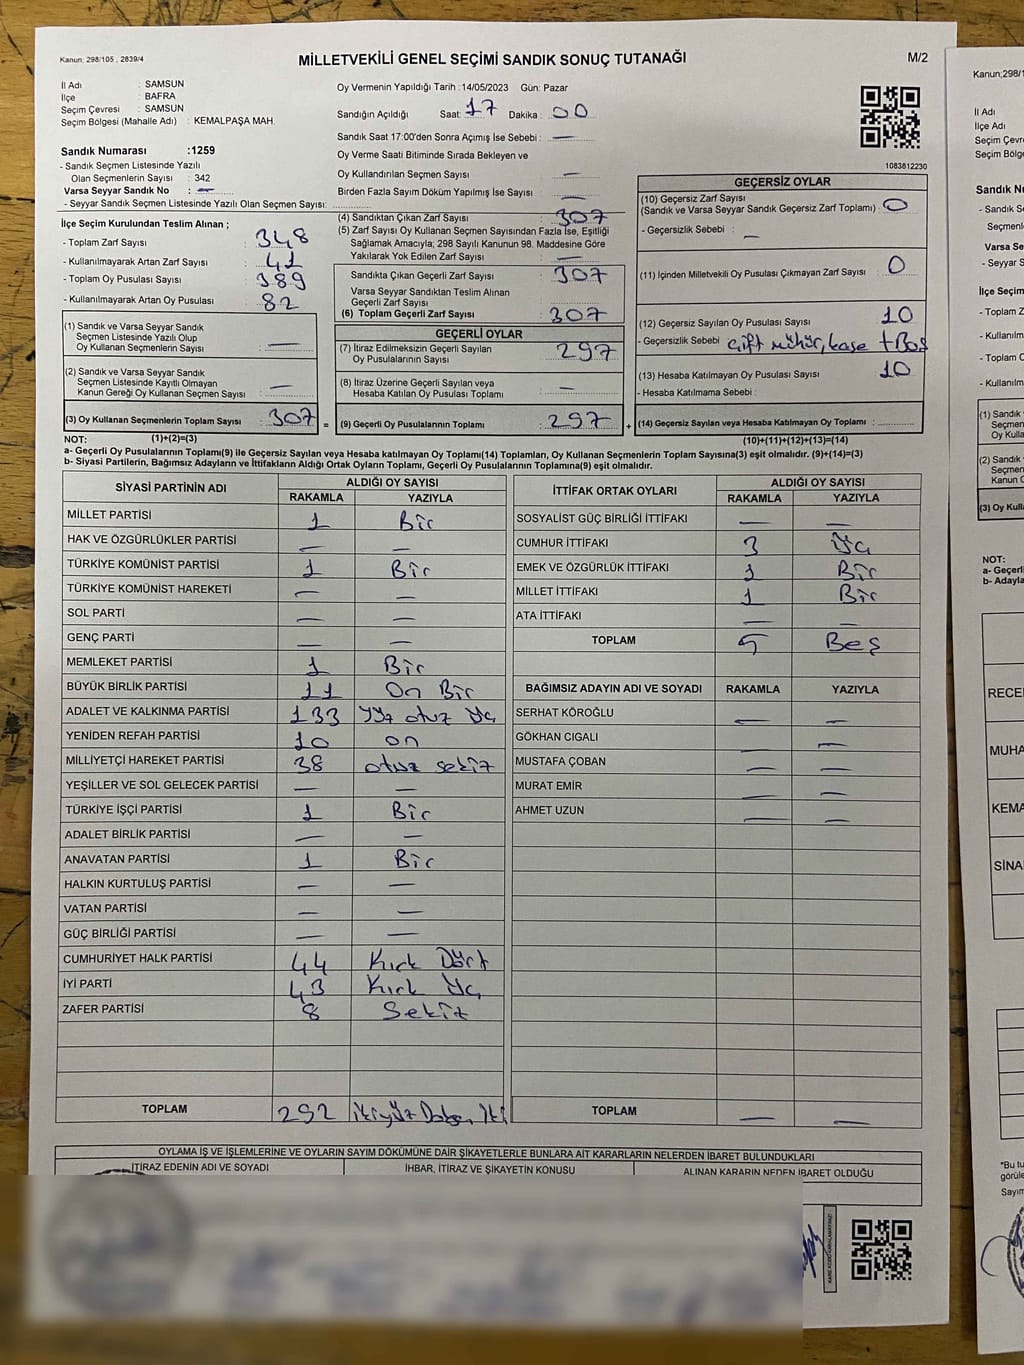 Kanun: 298/105 , 2839/4
MİLLETVEKİLİ GENEL SEÇİMİ SANDIK SONUÇ TUTANAĞI
M/2
İl Adı : SAMSUN
İlçe : BAFRA
Seçim Çevresi : SAMSUN
Seçim Bölgesi (Mahalle Adı) : KEMALPAŞA MAH.
Sandık Numarası :1259
- Sandık Seçmen Listesinde Yazılı
Olan Seçmenlerin Sayısı : 342
Varsa Seyyar Sandık No : —
- Seyyar Sandık Seçmen Listesinde Yazılı Olan Seçmen Sayısı:
Oy Vermenin Yapıldığı Tarih :14/05/2023 Gün: Pazar
Sandığın Açıldığı Saat: 17 Dakika : 00
Sandık Saat 17:00'den Sonra Açımış İse Sebebi : —
Oy Verme Saati Bitiminde Sırada Bekleyen ve
Oy Kullandırılan Seçmen Sayısı : —
Birden Fazla Sayım Döküm Yapılmış İse Sayısı : —
1083812230
İlçe Seçim Kurulundan Teslim Alınan ;
- Toplam Zarf Sayısı : 348
- Kullanılmayarak Artan Zarf Sayısı : 41
- Toplam Oy Pusulası Sayısı : 389
- Kullanılmayarak Artan Oy Pusulası : 82
(1) Sandık ve Varsa Seyyar Sandık
Seçmen Listesinde Yazılı Olup
Oy Kullanan Seçmenlerin Sayısı : —
(2) Sandık ve Varsa Seyyar Sandık
Seçmen Listesinde Kayıtlı Olmayan
Kanun Gereği Oy Kullanan Seçmen Sayısı : —
(3) Oy Kullanan Seçmenlerin Toplam Sayısı : 307
(4) Sandıktan Çıkan Zarf Sayısı : 307
(5) Zarf Sayısı Oy Kullanan Seçmen Sayısından Fazla İse, Eşitliği
Sağlamak Amacıyla; 298 Sayılı Kanunun 98. Maddesine Göre
Yakılarak Yok Edilen Zarf Sayısı : —
Sandıkta Çıkan Geçerli Zarf Sayısı : 307
Varsa Seyyar Sandıktan Teslim Alınan
Geçerli Zarf Sayısı :
(6) Toplam Geçerli Zarf Sayısı : 307
GEÇERLİ OYLAR
(7) İtiraz Edilmeksizin Geçerli Sayılan
Oy Pusulalarının Sayısı : 297
(8) İtiraz Üzerine Geçerli Sayılan veya
Hesaba Katılan Oy Pusulası Toplamı : —
= (9) Geçerli Oy Pusulalarının Toplamı : 297
GEÇERSİZ OYLAR
(10) Geçersiz Zarf Sayısı
(Sandık ve Varsa Seyyar Sandık Geçersiz Zarf Toplamı) : 0
- Geçersizlik Sebebi : —
(11) İçinden Milletvekili Oy Pusulası Çıkmayan Zarf Sayısı : 0
(12) Geçersiz Sayılan Oy Pusulası Sayısı : 10
- Geçersizlik Sebebi : Çift mühür, kaşe + Boş
(13) Hesaba Katılmayan Oy Pusulası Sayısı : 10
- Hesaba Katılmama Sebebi :
+ (14) Geçersiz Sayılan veya Hesaba Katılmayan Oy Toplamı :
NOT: (1)+(2)=(3) (10)+(11)+(12)+(13)=(14)
a- Geçerli Oy Pusulalarının Toplamı(9) ile Geçersiz Sayılan veya Hesaba katılmayan Oy Toplamı(14) Toplamları, Oy Kullanan Seçmenlerin Toplam Sayısına(3) eşit olmalıdır. (9)+(14)=(3)
b- Siyasi Partilerin, Bağımsız Adayların ve İttifakların Aldığı Ortak Oyların Toplamı, Geçerli Oy Pusulalarının Toplamına(9) eşit olmalıdır.
SİYASİ PARTİNİN ADI ALDIĞI OY SAYISI
RAKAMLA YAZIYLA
MİLLET PARTİSİ 1 Bir
HAK VE ÖZGÜRLÜKLER PARTİSİ — —
TÜRKİYE KOMÜNİST PARTİSİ 1 Bir
TÜRKİYE KOMÜNİST HAREKETİ — —
SOL PARTİ — —
GENÇ PARTİ — —
MEMLEKET PARTİSİ 1 Bir
BÜYÜK BİRLİK PARTİSİ 11 On Bir
ADALET VE KALKINMA PARTİSİ 133 Yüz otuz Üç
YENİDEN REFAH PARTİSİ 10 on
MİLLİYETÇİ HAREKET PARTİSİ 38 otuz sekiz
YEŞİLLER VE SOL GELECEK PARTİSİ — —
TÜRKİYE İŞÇİ PARTİSİ 1 Bir
ADALET BİRLİK PARTİSİ — —
ANAVATAN PARTİSİ 1 Bir
HALKIN KURTULUŞ PARTİSİ — —
VATAN PARTİSİ — —
GÜÇ BİRLİĞİ PARTİSİ — —
CUMHURİYET HALK PARTİSİ 44 Kırk Dört
İYİ PARTİ 43 Kırk Üç
ZAFER PARTİSİ 8 Sekiz
TOPLAM 292 İkiyüz Doksan İki
İTTİFAK ORTAK OYLARI ALDIĞI OY SAYISI
RAKAMLA YAZIYLA
SOSYALİST GÜÇ BİRLİĞİ İTTİFAKI — —
CUMHUR İTTİFAKI 3 Üç
EMEK VE ÖZGÜRLÜK İTTİFAKI 1 Bir
MİLLET İTTİFAKI 1 Bir
ATA İTTİFAKI — —
TOPLAM 5 Beş
BAĞIMSIZ ADAYIN ADI VE SOYADI RAKAMLA YAZIYLA
SERHAT KÖROĞLU — —
GÖKHAN CIGALI — —
MUSTAFA ÇOBAN — —
MURAT EMİR — —
AHMET UZUN — —
TOPLAM — —
OYLAMA İŞ VE İŞLEMLERİNE VE OYLARIN SAYIM DÖKÜMÜNE DAİR ŞİKAYETLERLE BUNLARA AİT KARARLARIN NELERDEN İBARET BULUNDUKLARI
İTİRAZ EDENİN ADI VE SOYADI İHBAR, İTİRAZ VE ŞİKAYETİN KONUSU ALINAN KARARIN NEDEN İBARET OLDUĞU
Kanun,298/1
İl Adı
İlçe Adı
Seçim Çevr
Seçim Bölg
Sandık Nu
- Sandık Se
Seçmenl
Varsa Se
- Seyyar S
İlçe Seçim
- Toplam Z
- Kullanılm
- Toplam O
- Kullanılm
(1) Sandık
Seçmen
Oy Kulla
(2) Sandık v
Seçmen
Kanun G
(3) Oy Kull
NOT:
a- Geçerli
b- Adayla
RECE
MUHA
KEMA
SİNA
*Bu tu
görüle
Sayım